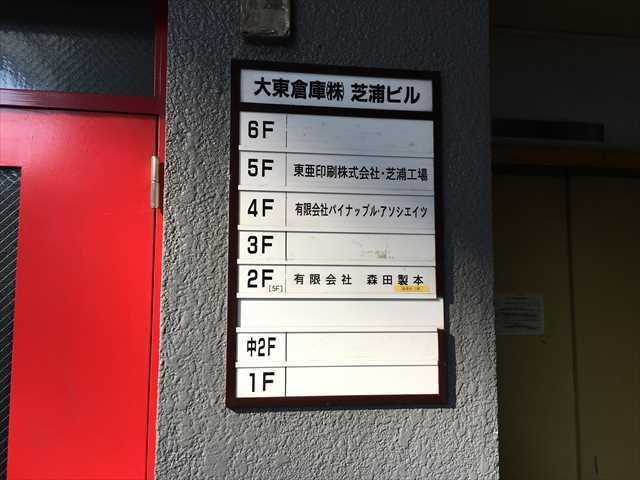 大東倉庫㈱ 芝浦ビル
6F
5F 東亜印刷株式会社・芝浦工場
4F 有限会社パイナップル・アソシエイツ
3F
2F 有限会社 森田製本
[5F]
中2F
1F